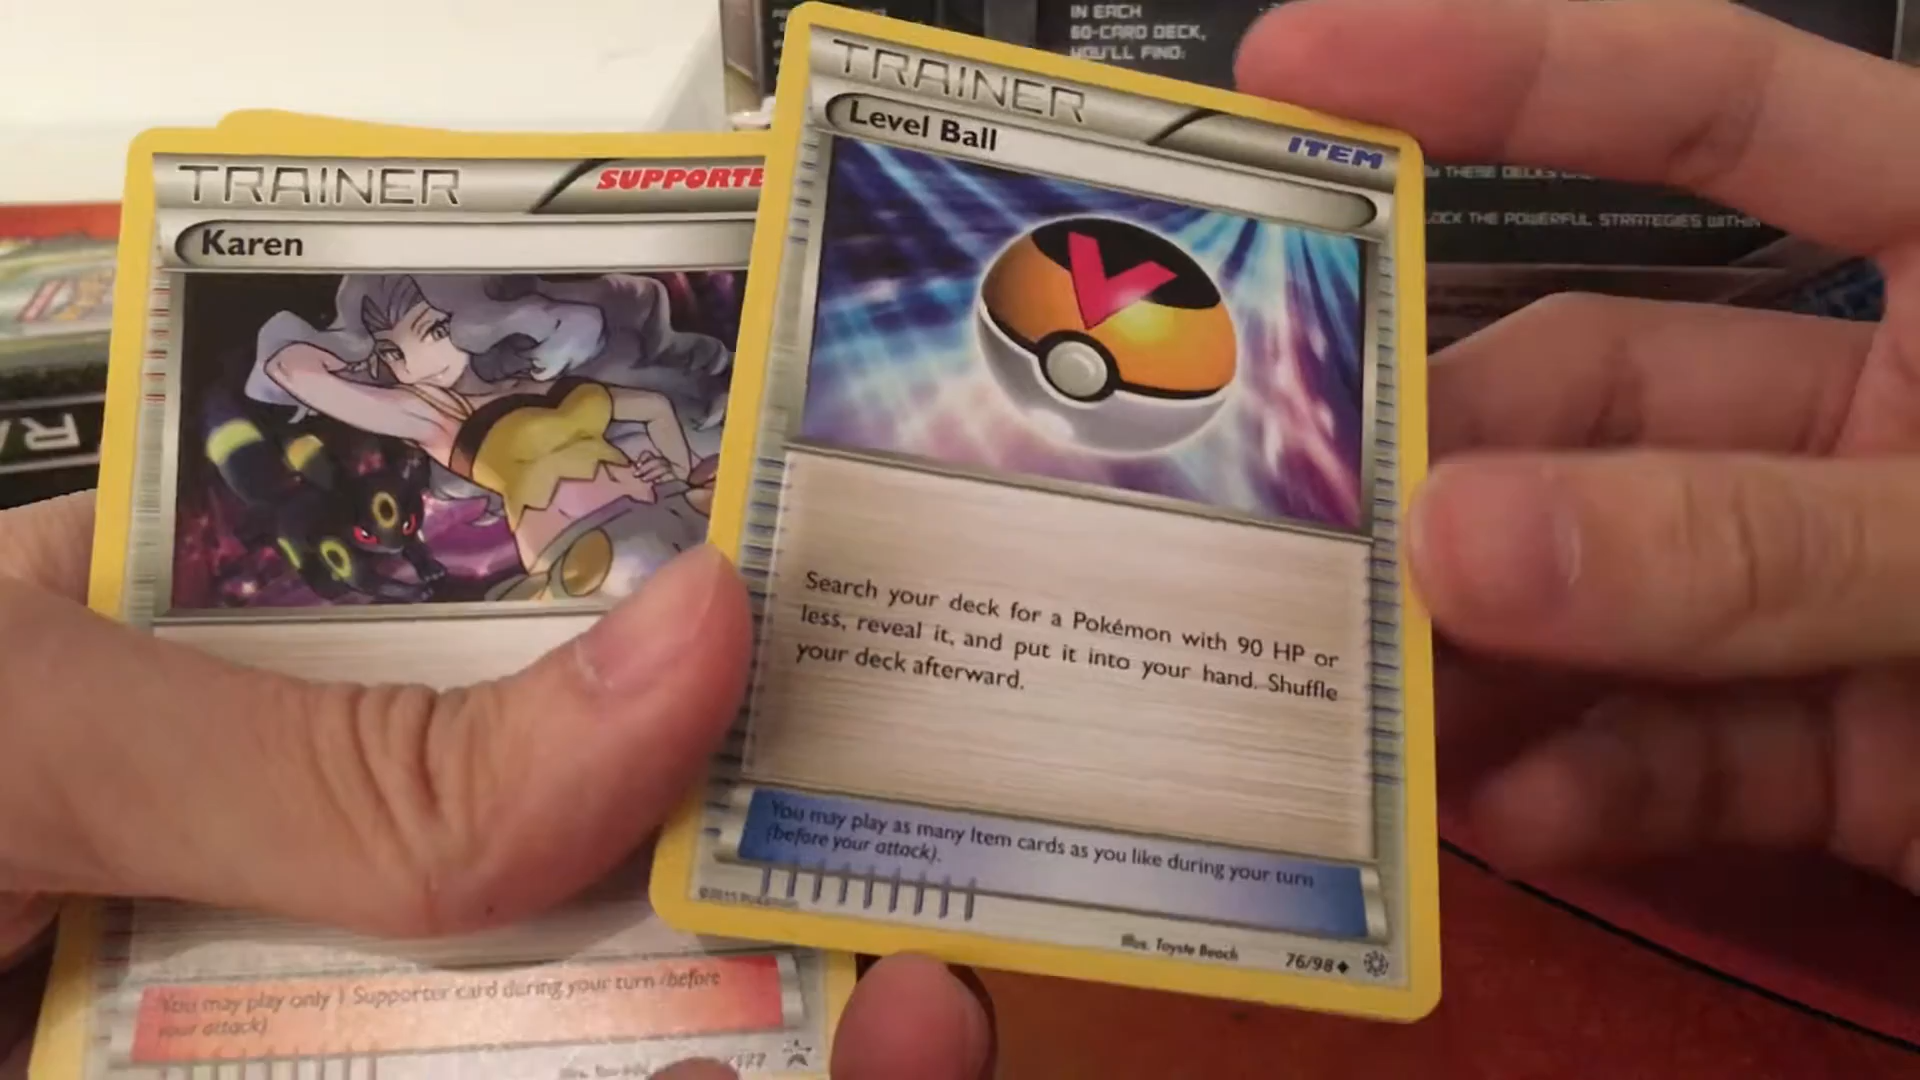 IN EACH
60-CARD DECK,
YOU'LL FIND:
THESE DECKS
LOCK THE POWERFUL STRATEGIES WITHIN
TRAINER
SUPPORTE
Karen
You may play only 1 Supporter card during your turn (before
your attack).
TRAINER
ITEM
Level Ball
Search your deck for a Pokémon with 90 HP or
less, reveal it, and put it into your hand. Shuffle
your deck afterward.
You may play as many Item cards as you like during your turn
(before your attack).
©2015 Pokémon
Illus. Toyste Beach
76/98